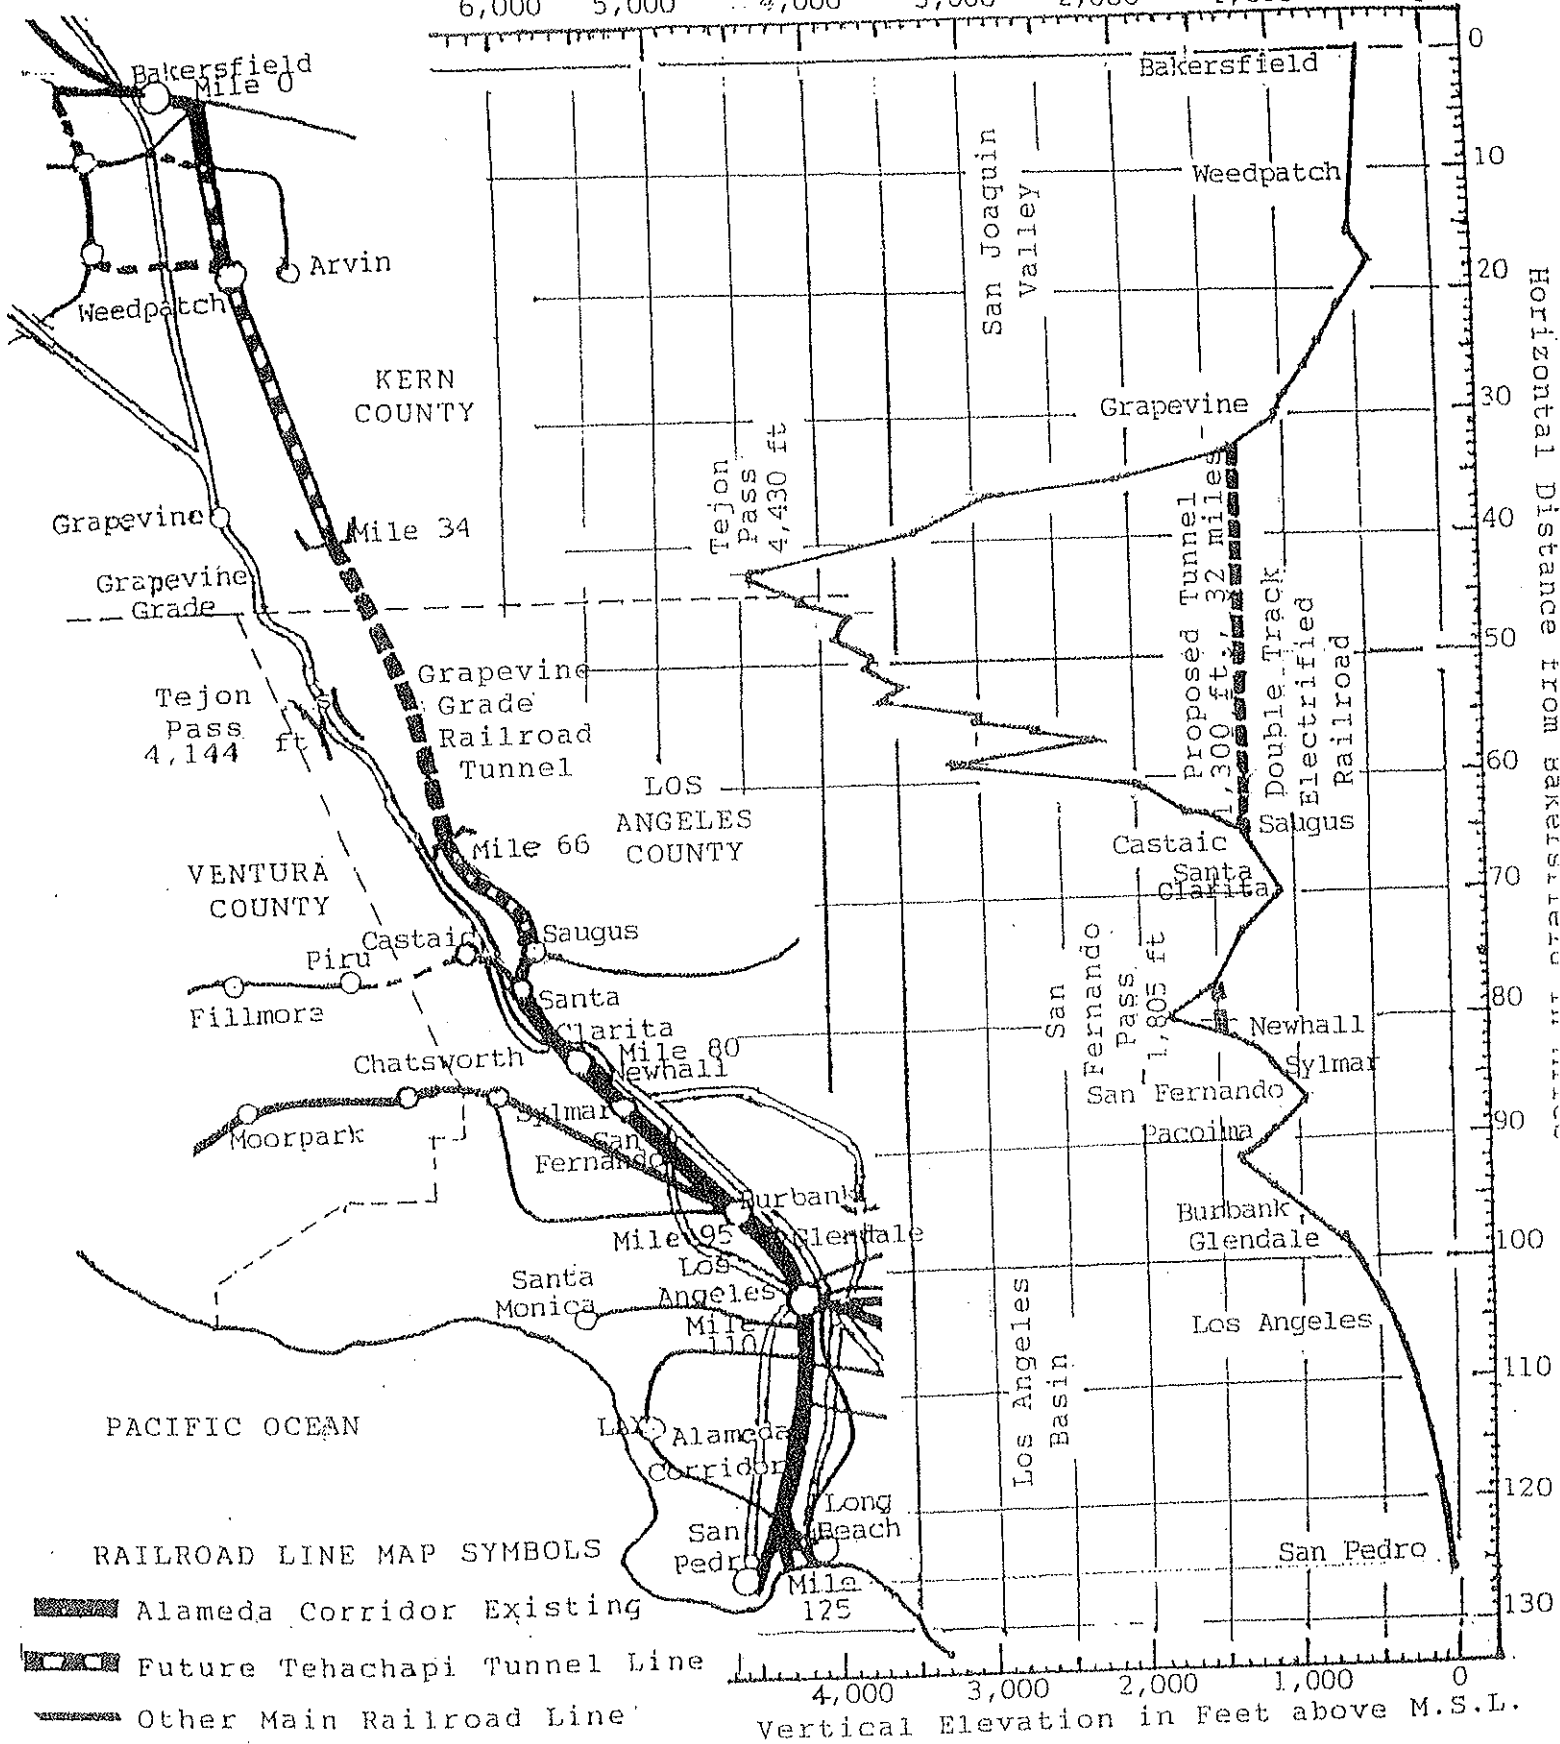 6,000 5,000 4,000 3,000 2,000 1,000 0
Bakersfield
Mile 0
Arvin
Weedpatch
KERN
COUNTY
Grapevine
Mile 34
Grapevine
Grade
Grapevine
Grade
Railroad
Tunnel
Tejon
Pass
4,144 ft
LOS
ANGELES
COUNTY
Mile 66
VENTURA
COUNTY
Castaic
Saugus
Piru
Fillmore
Santa
Clarita
Mile 80
Newhall
Chatsworth
Sylmar
Moorpark
San
Fernando
Burbank
Mile 95
Glendale
Los
Angeles
Mile
110
Santa
Monica
PACIFIC OCEAN
LAX
Alameda
Corridor
Long
Beach
San
Pedro
Mile
125
RAILROAD LINE MAP SYMBOLS
Alameda Corridor Existing
Future Tehachapi Tunnel Line
Other Main Railroad Line
Bakersfield
Weedpatch
San Joaquin
Valley
Grapevine
Tejon
Pass
4,430 ft
Proposed Tunnel
1,300 ft, 32 miles
Double Track
Electrified
Railroad
Saugus
Castaic
Santa
Clarita
San
Fernando
Pass
1,805 ft
Newhall
Sylmar
San Fernando
Pacoima
Burbank
Glendale
Los Angeles
Los Angeles
Basin
San Pedro
0
10
20
30
40
50
60
70
80
90
100
110
120
130
Horizontal Distance from Bakersfield in Miles
4,000 3,000 2,000 1,000 0
Vertical Elevation in Feet above M.S.L.